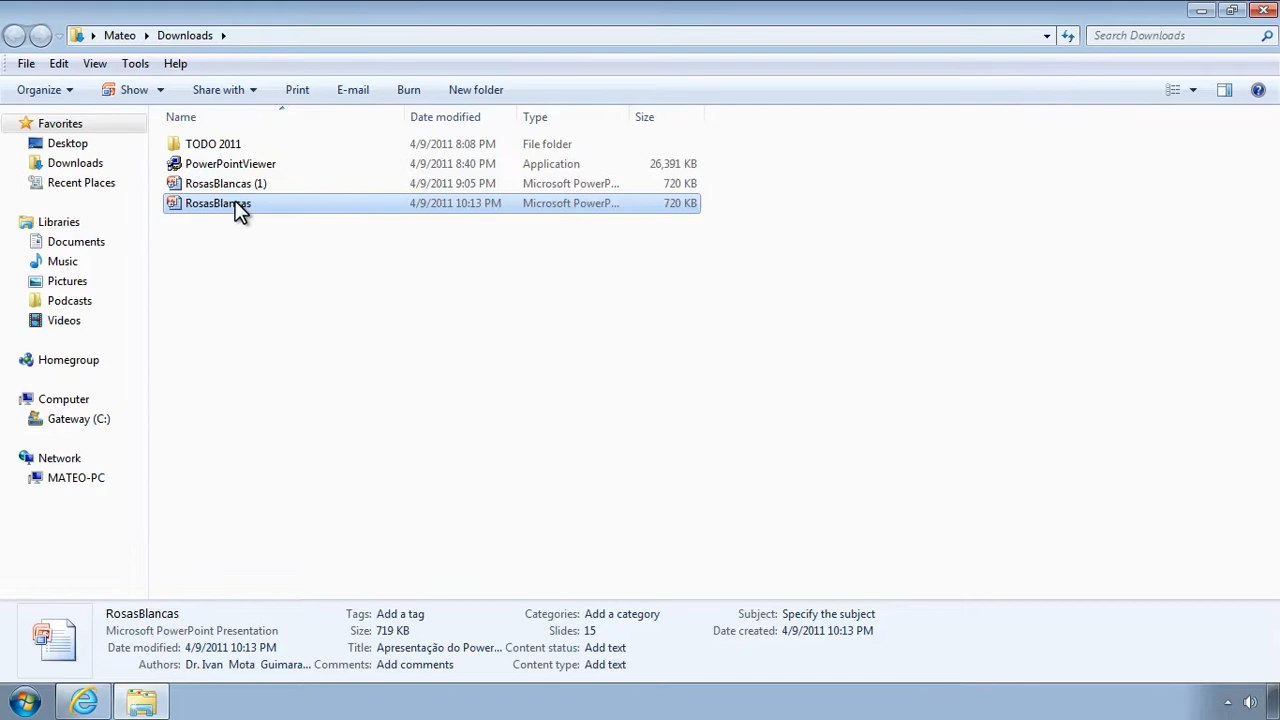 Mateo Downloads Search Downloads
File Edit View Tools Help
Organize Show Share with Print E-mail Burn New folder
Name Date modified Type Size
Favorites
Desktop
Downloads
Recent Places
Libraries
Documents
Music
Pictures
Podcasts
Videos
Homegroup
Computer
Gateway (C:)
Network
MATEO-PC
TODO 2011 4/9/2011 8:08 PM File folder
PowerPointViewer 4/9/2011 8:40 PM Application 26,391 KB
RosasBlancas (1) 4/9/2011 9:05 PM Microsoft PowerP... 720 KB
RosasBlancas 4/9/2011 10:13 PM Microsoft PowerP... 720 KB
RosasBlancas Tags: Add a tag Categories: Add a category Subject: Specify the subject
Microsoft PowerPoint Presentation Size: 719 KB Slides: 15 Date created: 4/9/2011 10:13 PM
Date modified: 4/9/2011 10:13 PM Title: Apresentação do Power... Content status: Add text
Authors: Dr. Ivan Mota Guimara... Comments: Add comments Content type: Add text